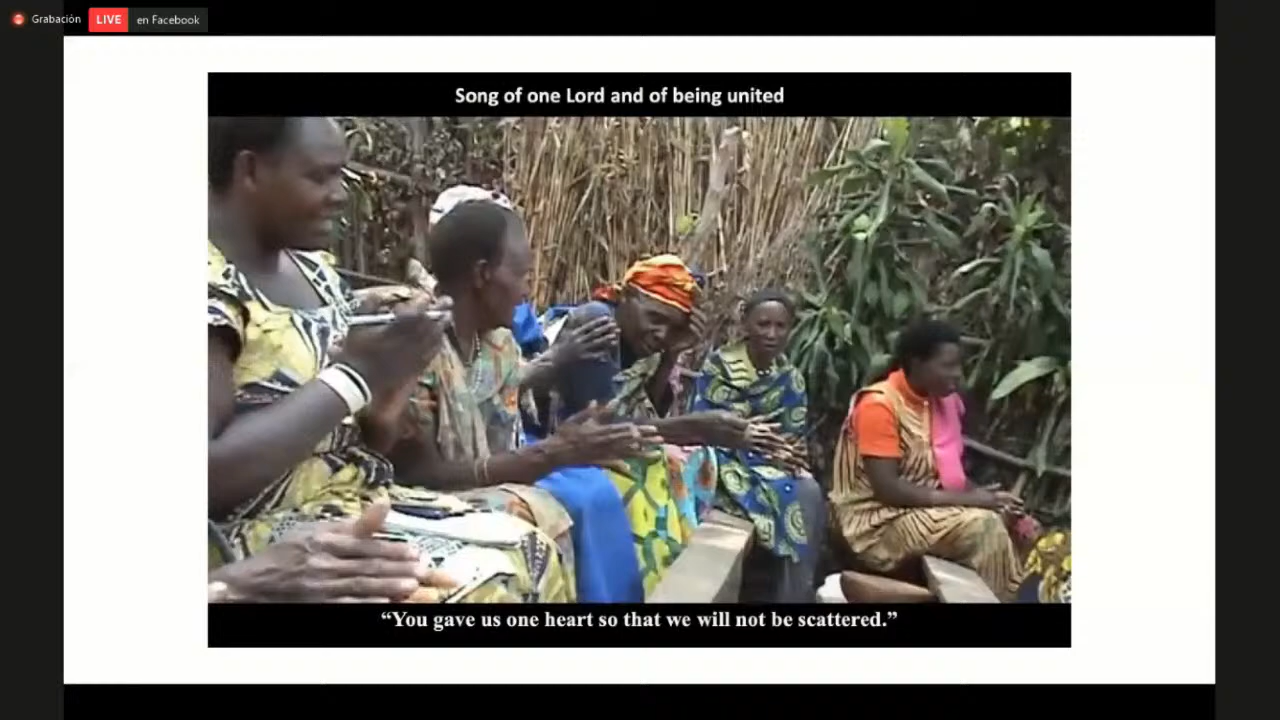 Grabación
LIVE
en Facebook
Song of one Lord and of being united
“You gave us one heart so that we will not be scattered.”